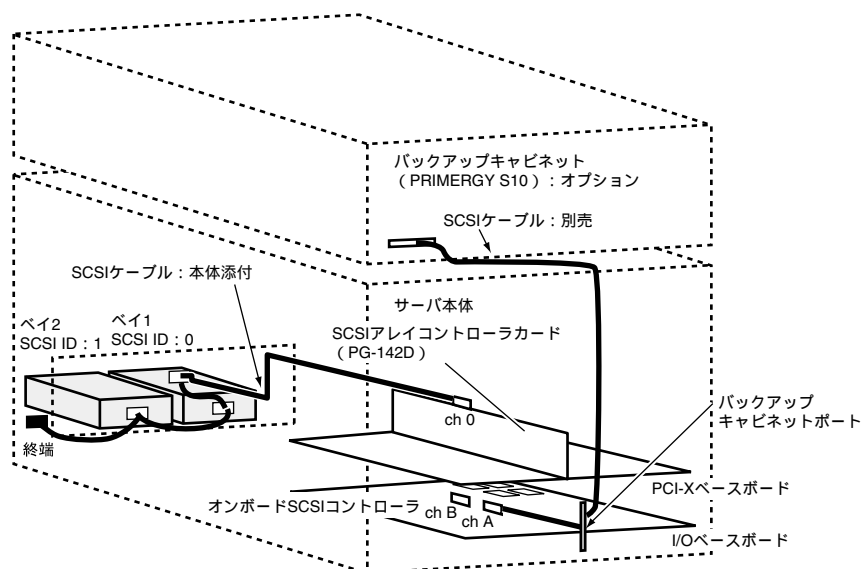 バックアップキャビネット
(PRIMERGY S10):オプション
SCSIケーブル:別売
SCSIケーブル:本体添付
サーバ本体
ベイ2
SCSI ID:1
ベイ1
SCSI ID:0
SCSIアレイコントローラカード
(PG-142D)
ch 0
バックアップ
キャビネットポート
終端
PCI-Xベースボード
オンボードSCSIコントローラ
ch B
ch A
I/Oベースボード